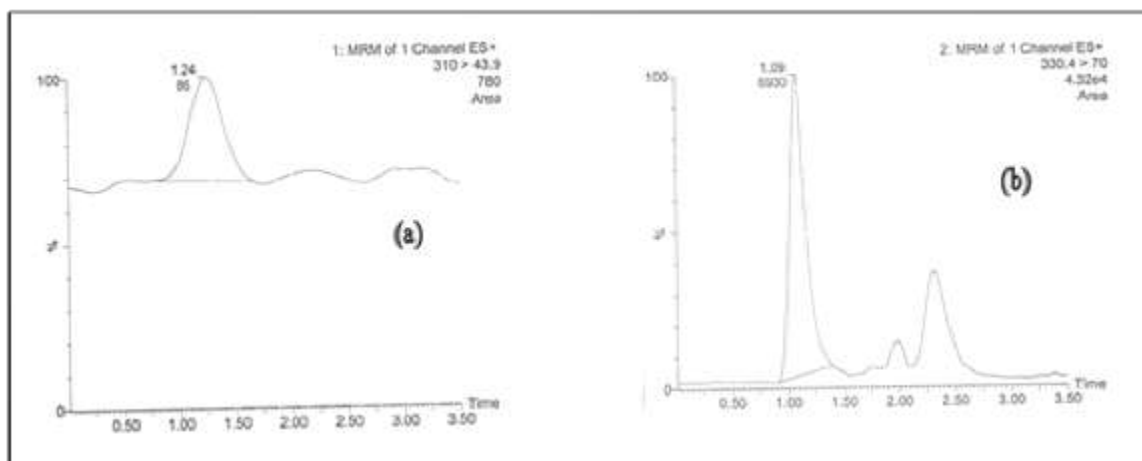 1: MRM of 1 Channel ES+
310 > 43.9
780
Area
1.24
86
100
%
(a)
0
0.50 1.00 1.50 2.00 2.50 3.00 3.50
Time
2: MRM of 1 Channel ES+
330.4 > 70
4.32e4
Area
1.09
100
%
(b)
0
0.50 1.00 1.50 2.00 2.50 3.00 3.50
Time